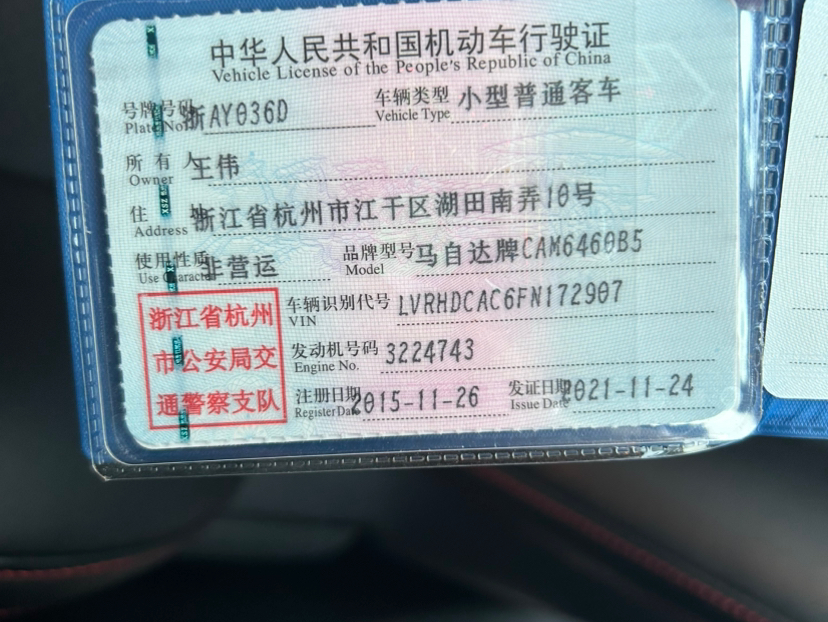 中华人民共和国机动车行驶证
Vehicle License of the People's Republic of China
号牌号码 浙AY036D 车辆类型 小型普通客车
Plate No. Vehicle Type
所有人 王伟
Owner
住址 浙江省杭州市江干区湖田南弄10号
Address
使用性质 非营运 品牌型号 马自达牌CAM6460B5
Use Character Model
浙江省杭州
市公安局交
通警察支队
车辆识别代号 LVRHDCAC6FN172907
VIN
发动机号码 3224743
Engine No.
注册日期 2015-11-26 发证日期 2021-11-24
Register Date Issue Date